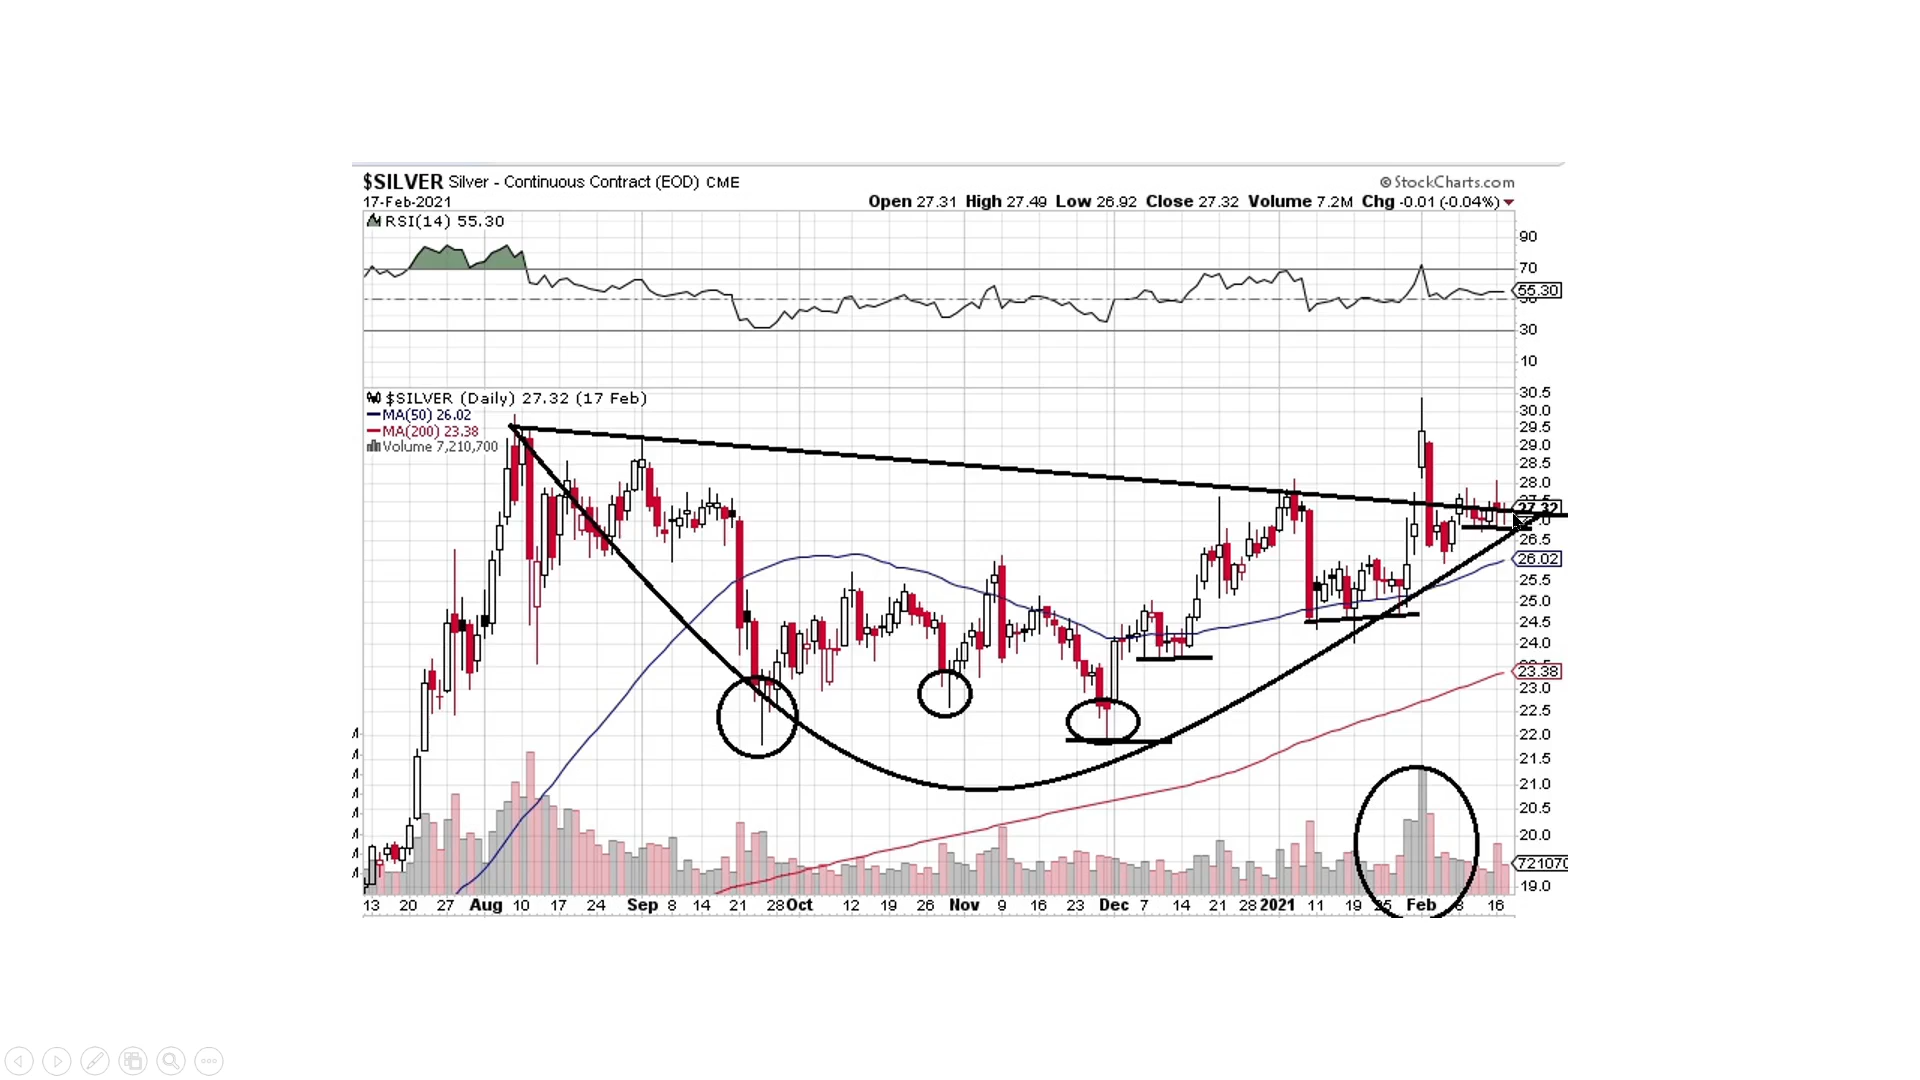 $SILVER Silver - Continuous Contract (EOD) CME
©StockCharts.com
17-Feb-2021
Open 27.31 High 27.49 Low 26.92 Close 27.32 Volume 7.2M Chg -0.01 (-0.04%)
RSI(14) 55.30
90
70
55.30
30
10
$SILVER (Daily) 27.32 (17 Feb)
MA(50) 26.02
MA(200) 23.38
Volume 7,210,700
30.5
30.0
29.5
29.0
28.5
28.0
27.32
26.5
26.02
25.5
25.0
24.5
24.0
23.38
23.0
22.5
22.0
21.5
21.0
20.5
20.0
721070
19.0
13 20 27 Aug 10 17 24 Sep 8 14 21 28 Oct 12 19 26 Nov 9 16 23 Dec 7 14 21 28 2021 11 19 25 Feb 8 16